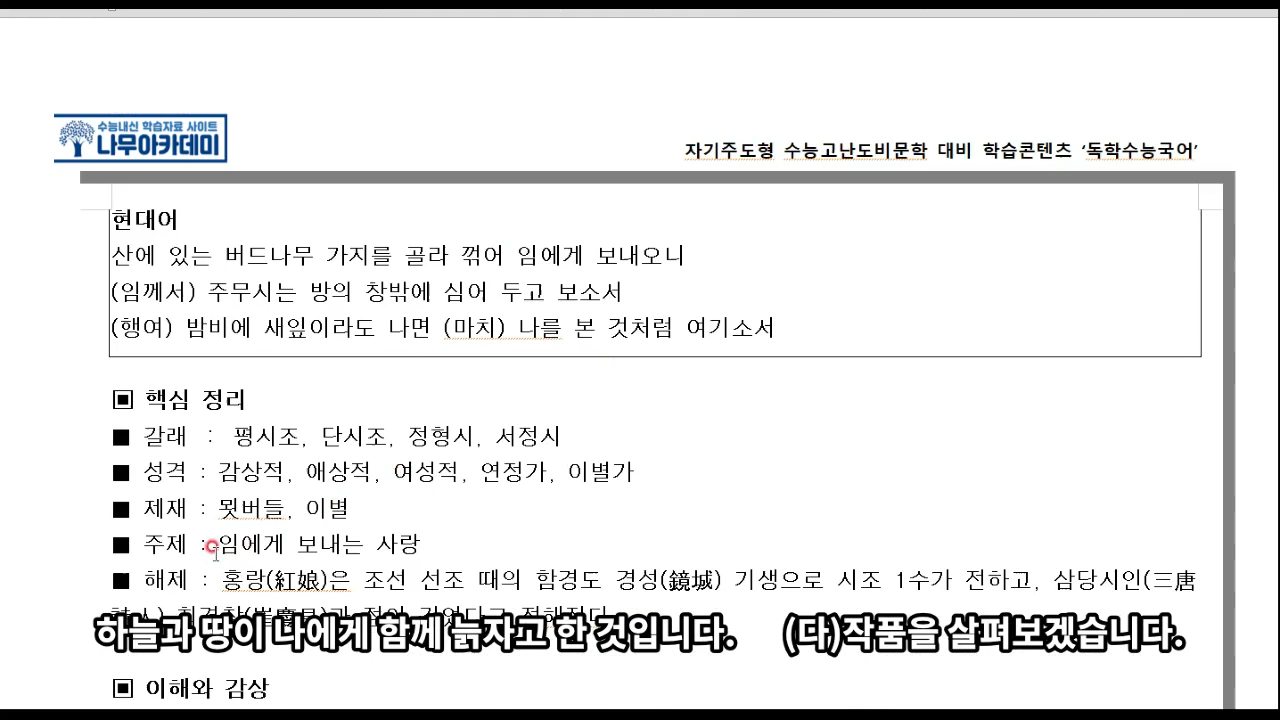 수능내신 학습자료 사이트
나무아카데미
자기주도형 수능고난도비문학 대비 학습콘텐츠 ‘독학수능국어’
현대어
산에 있는 버드나무 가지를 골라 꺾어 임에게 보내오니
(임께서) 주무시는 방의 창밖에 심어 두고 보소서
(행여) 밤비에 새잎이라도 나면 (마치) 나를 본 것처럼 여기소서
▣ 핵심 정리
■ 갈래 : 평시조, 단시조, 정형시, 서정시
■ 성격 : 감상적, 애상적, 여성적, 연정가, 이별가
■ 제재 : 묏버들, 이별
■ 주제 : 임에게 보내는 사랑
■ 해제 : 홍랑(紅娘)은 조선 선조 때의 함경도 경성(鏡城) 기생으로 시조 1수가 전하고, 삼당시인(三唐
하늘과 땅이 나에게 함께 늙자고 한 것입니다. (다)작품을 살펴보겠습니다.
▣ 이해와 감상